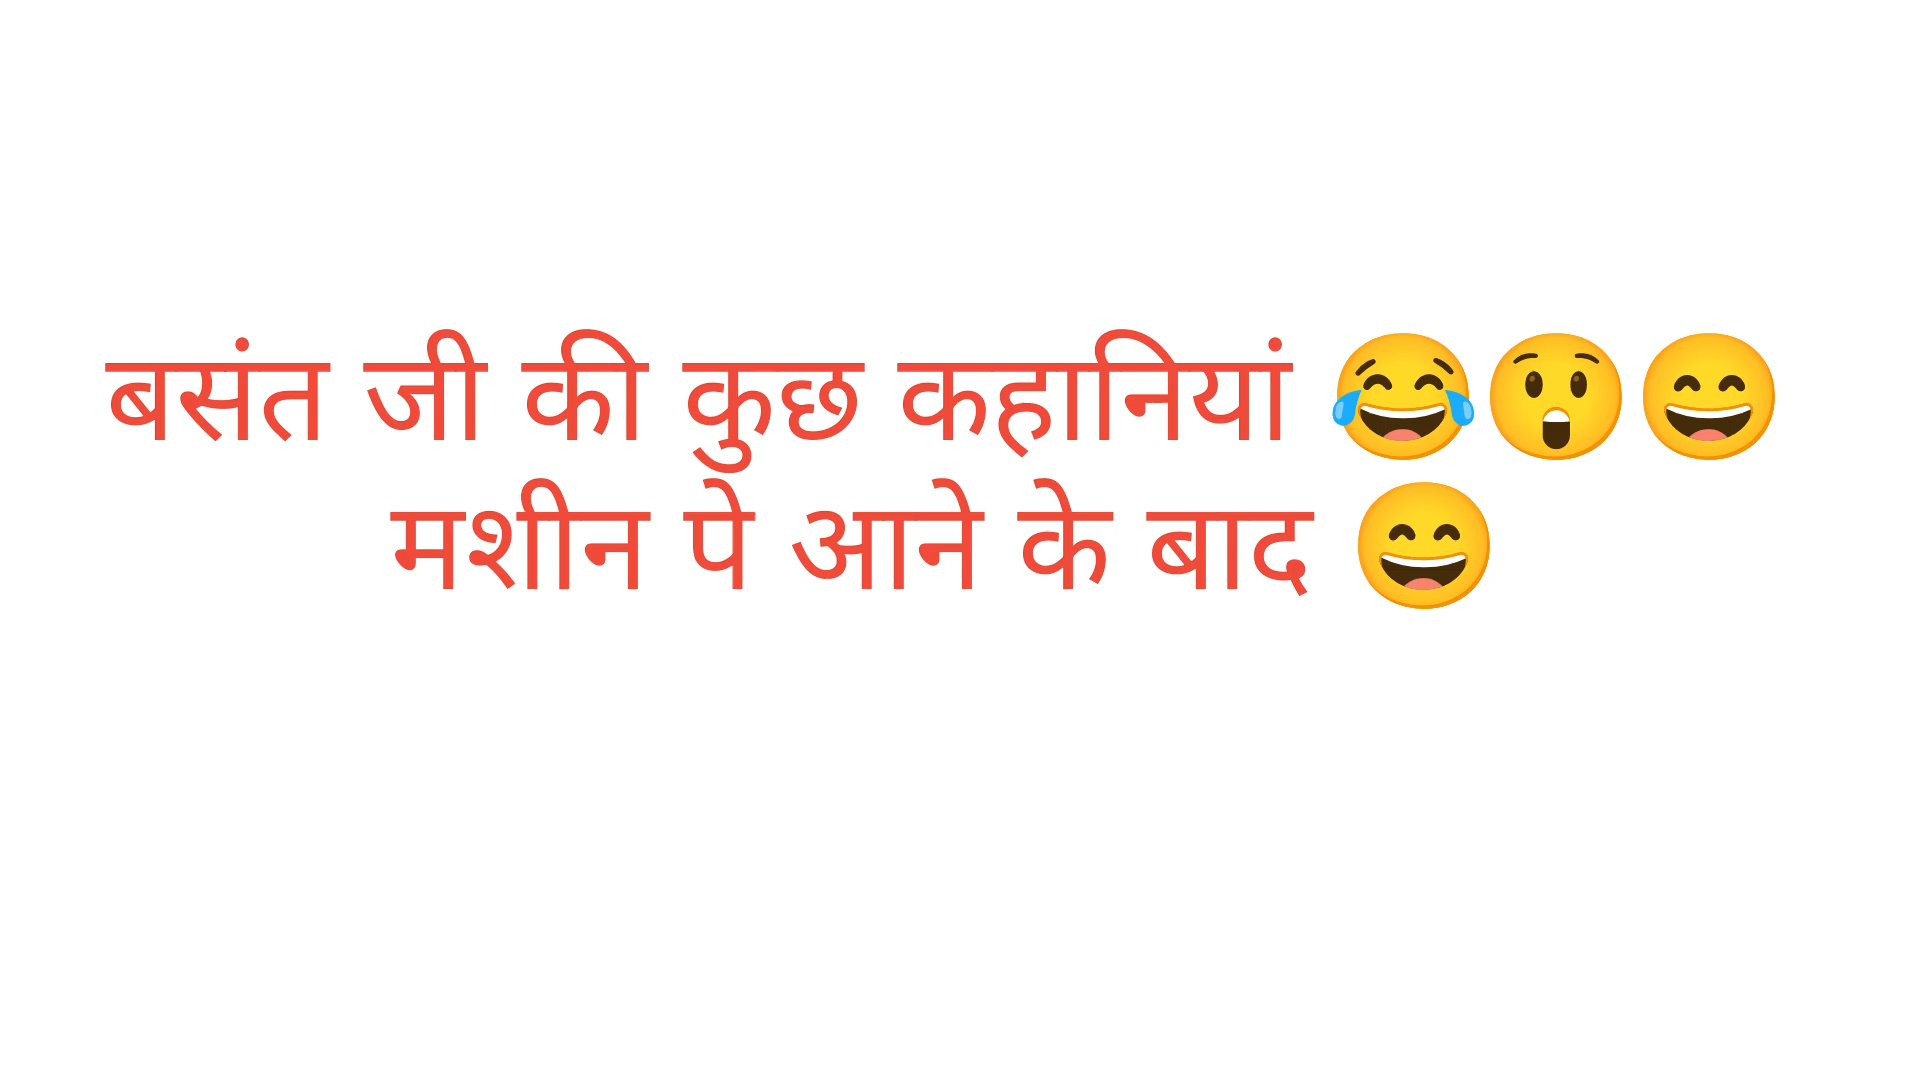 बसंत जी की कुछ कहानियां 😂😲😄
मशीन पे आने के बाद 😄